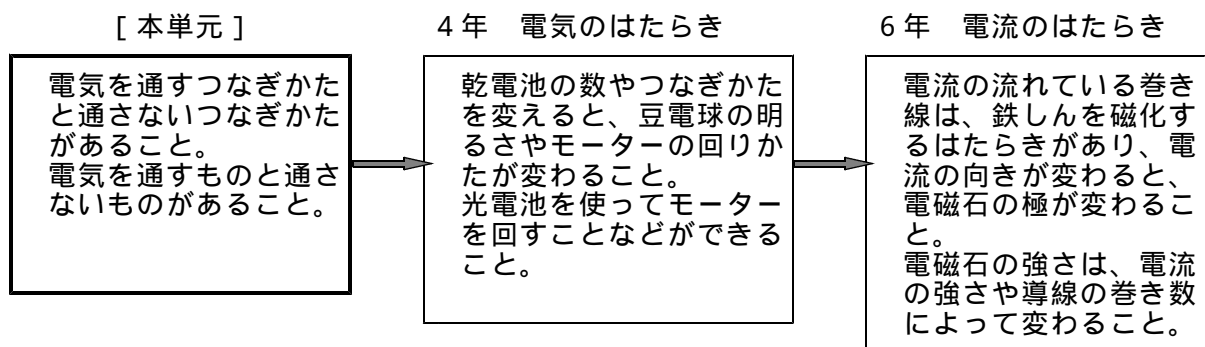 [本単元]
電気を通すつなぎかた
と通さないつなぎかた
があること。
電気を通すものと通さ
ないものがあること。
4年　電気のはたらき
乾電池の数やつなぎかた
を変えると、豆電球の明
るさやモーターの回りか
たが変わること。
光電池を使ってモーター
を回すことなどができる
こと。
6年　電流のはたらき
電流の流れている巻き
線は、鉄しんを磁化す
るはたらきがあり、電
流の向きが変わると、
電磁石の極が変わるこ
と。
電磁石の強さは、電流
の強さや導線の巻き数
によって変わること。